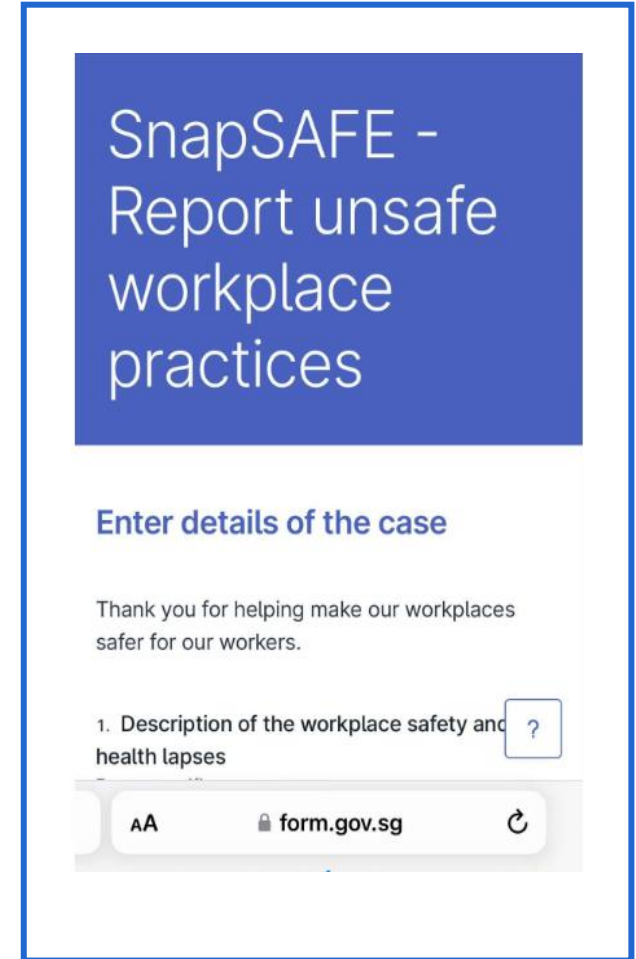 SnapSAFE -
Report unsafe
workplace
practices
Enter details of the case
Thank you for helping make our workplaces
safer for our workers.
1. Description of the workplace safety and
health lapses
?
AA
form.gov.sg